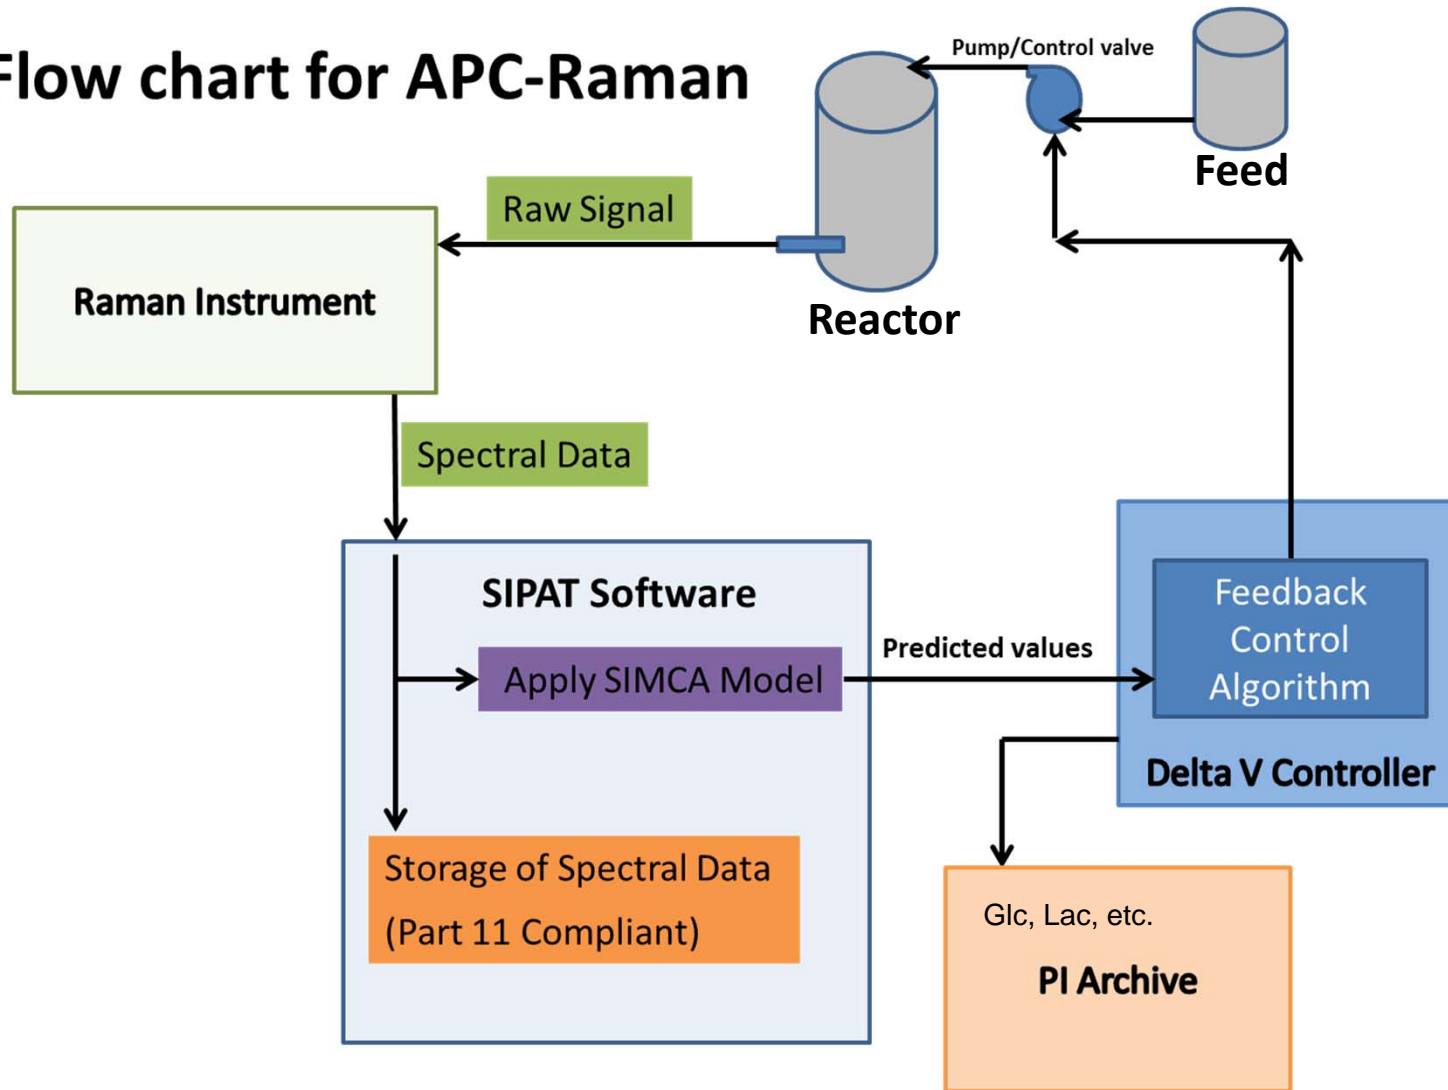 Flow chart for APC-Raman
Pump/Control valve
Feed
Raw Signal
Raman Instrument
Reactor
Spectral Data
SIPAT Software
Apply SIMCA Model
Predicted values
Feedback
Control
Algorithm
Delta V Controller
Storage of Spectral Data
(Part 11 Compliant)
Glc, Lac, etc.
PI Archive